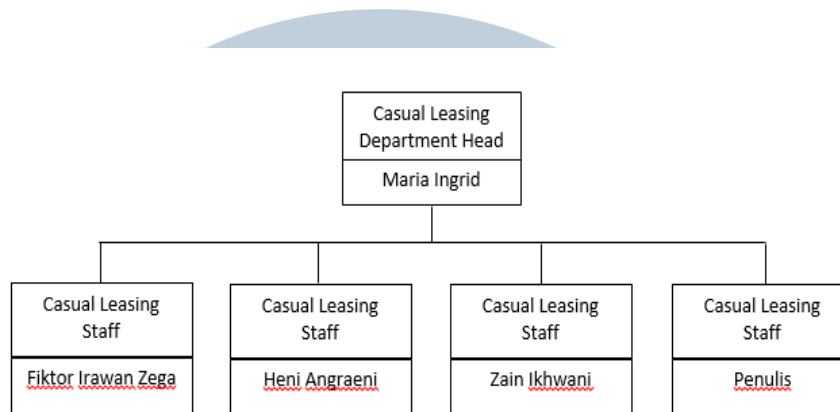 Casual Leasing
Department Head
Maria Ingrid
Casual Leasing
Staff
Fiktor Irawan Zega
Casual Leasing
Staff
Heni Angraeni
Casual Leasing
Staff
Zain Ikhwani
Casual Leasing
Staff
Penulis